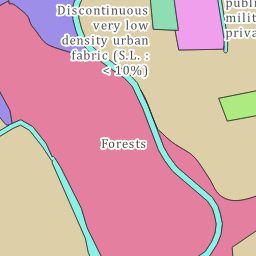 Discontinuous
very low
density urban
fabric (S.L. :
< 10%)
publi
milit
priva
Forests